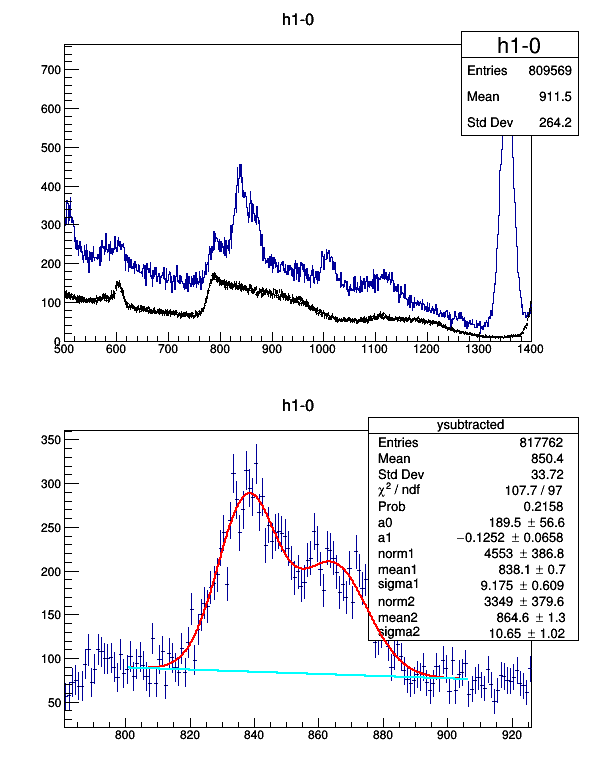 h1-0
h1-0
Entries 809569
Mean 911.5
Std Dev 264.2
700
600
500
400
300
200
100
0
500 600 700 800 900 1000 1100 1200 1300 1400
h1-0
ysubtracted
Entries 817762
Mean 850.4
Std Dev 33.72
χ² / ndf 107.7 / 97
Prob 0.2158
a0 189.5 ± 56.6
a1 −0.1252 ± 0.0658
norm1 4553 ± 386.8
mean1 838.1 ± 0.7
sigma1 9.175 ± 0.609
norm2 3349 ± 379.6
mean2 864.6 ± 1.3
sigma2 10.65 ± 1.02
350
300
250
200
150
100
50
800 820 840 860 880 900 920